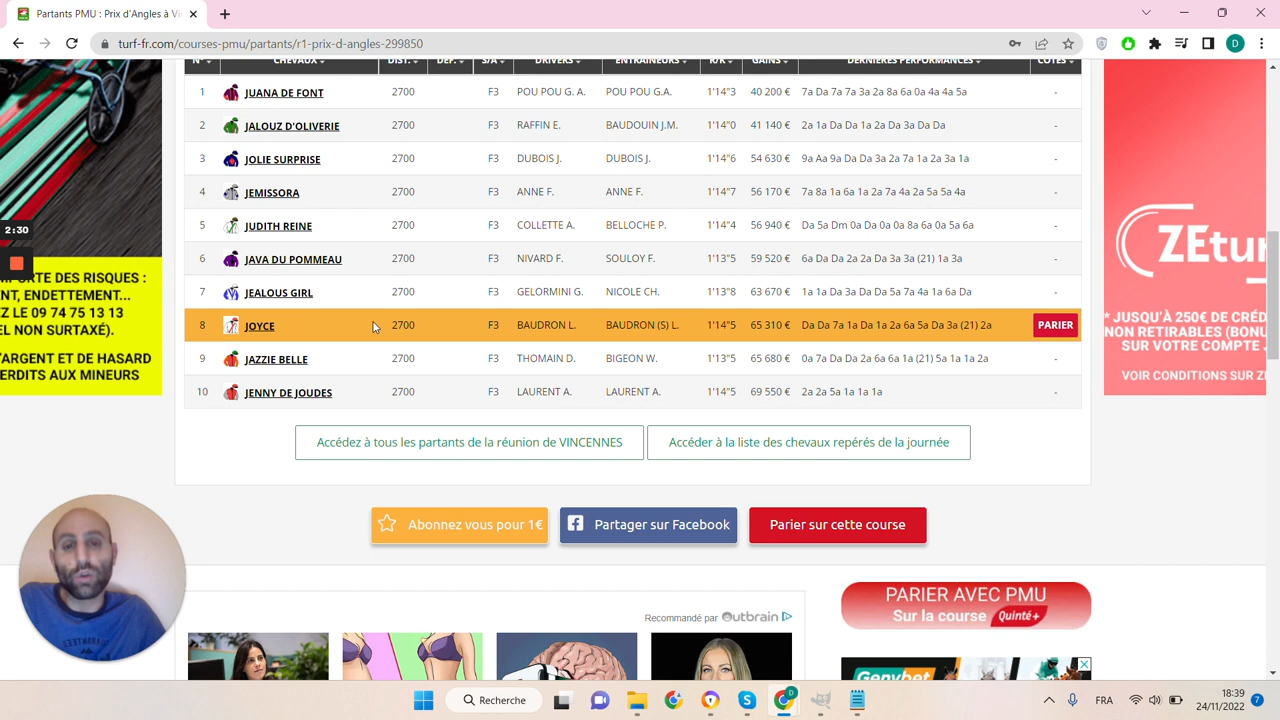 Partants PMU : Prix d'Angles à Vi
turf-fr.com/courses-pmu/partants/r1-prix-d-angles-299850
N° CHEVAUX DIST. DEF. S/A DRIVERS ENTRAÎNEURS R/K GAINS DERNIÈRES PERFORMANCES COTES
1 JUANA DE FONT 2700 F3 POU POU G. A. POU POU G.A. 1'14"3 40 200 € 7a Da 7a 7a 3a 2a 8a 6a 0a 4a 4a 5a -
2 JALOUZ D'OLIVERIE 2700 F3 RAFFIN E. BAUDOUIN J.M. 1'14"0 41 140 € 2a 1a Da Da 1a 2a Da 3a Da Da -
3 JOLIE SURPRISE 2700 F3 DUBOIS J. DUBOIS J. 1'14"6 54 630 € 9a Aa 9a Da Da 3a 2a 7a 1a 2a 3a 1a -
4 JEMISSORA 2700 F3 ANNE F. ANNE F. 1'14"7 56 170 € 7a 8a 1a 6a 1a 2a 7a 4a 2a 5a 5a 4a -
5 JUDITH REINE 2700 F3 COLLETTE A. BELLOCHE P. 1'14"4 56 940 € Da 5a Dm 0a Da 0a 0a 8a 6a 0a 5a 6a -
6 JAVA DU POMMEAU 2700 F3 NIVARD F. SOULOY F. 1'13"5 59 520 € 6a Da Da 2a 2a Da 3a 3a (21) 1a 3a -
7 JEALOUS GIRL 2700 F3 GELORMINI G. NICOLE CH. 1'13"8 63 670 € 1a 1a Da 3a Da Da 5a 7a 4a 1a 6a Da -
8 JOYCE 2700 F3 BAUDRON L. BAUDRON (S) L. 1'14"5 65 310 € Da Da 7a 1a Da 1a 2a 6a 5a Da 3a (21) 2a PARIER
9 JAZZIE BELLE 2700 F3 THOMAIN D. BIGEON W. 1'13"5 65 680 € 0a 7a Da Da 2a 6a 6a 1a (21) 5a 1a 1a 2a -
10 JENNY DE JOUDES 2700 F3 LAURENT A. LAURENT A. 1'14"5 69 550 € 2a 2a 5a 1a 1a 1a -
2:30
MPORTE DES RISQUES :
NT, ENDETTEMENT...
Z LE 09 74 75 13 13
EL NON SURTAXÉ).
'ARGENT ET DE HASARD
ERDITS AUX MINEURS
ZEtur
* JUSQU'À 250€ DE CRÉD
NON RETIRABLES (BONU
SUR VOTRE COMPTE
VOIR CONDITIONS SUR ZE
Accédez à tous les partants de la réunion de VINCENNES
Accéder à la liste des chevaux repérés de la journée
Abonnez vous pour 1€
Partager sur Facebook
Parier sur cette course
Recommandé par Outbrain
PARIER AVEC PMU
Sur la course Quinté+
Genybet
Recherche
FRA
18:39
24/11/2022
7